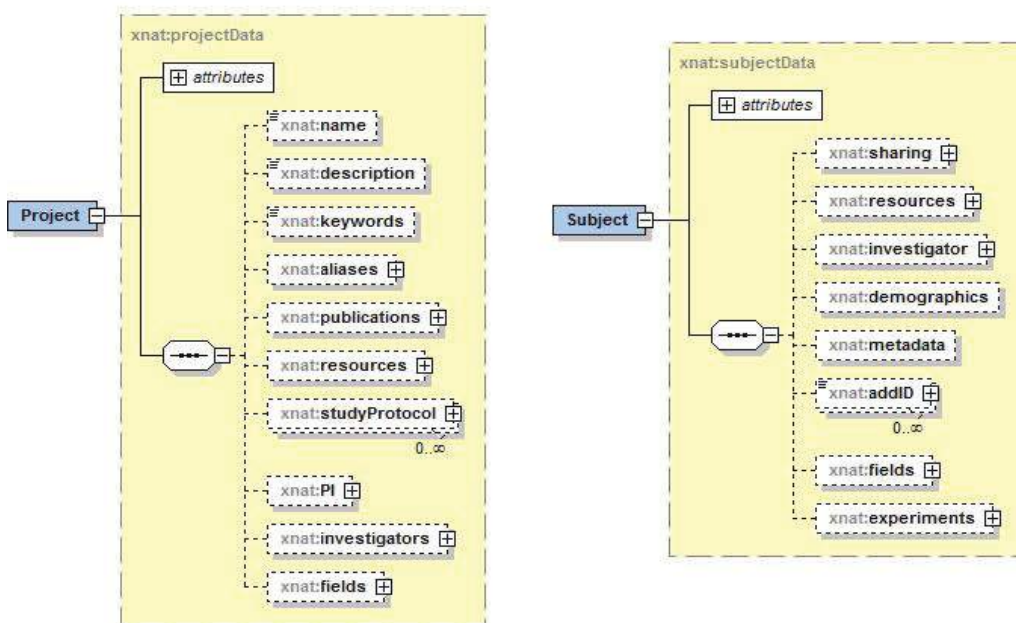 xnat:projectData
attributes
Project
xnat:name
xnat:description
xnat:keywords
xnat:aliases
xnat:publications
xnat:resources
xnat:studyProtocol
0..∞
xnat:PI
xnat:investigators
xnat:fields
xnat:subjectData
attributes
Subject
xnat:sharing
xnat:resources
xnat:investigator
xnat:demographics
xnat:metadata
xnat:addID
0..∞
xnat:fields
xnat:experiments